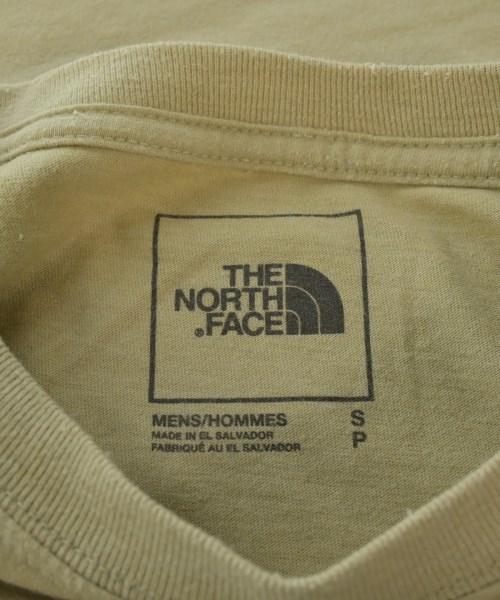 THE
NORTH
®FACE
MENS/HOMMES S
MADE IN EL SALVADOR P
FABRIQUÉ AU EL SALVADOR